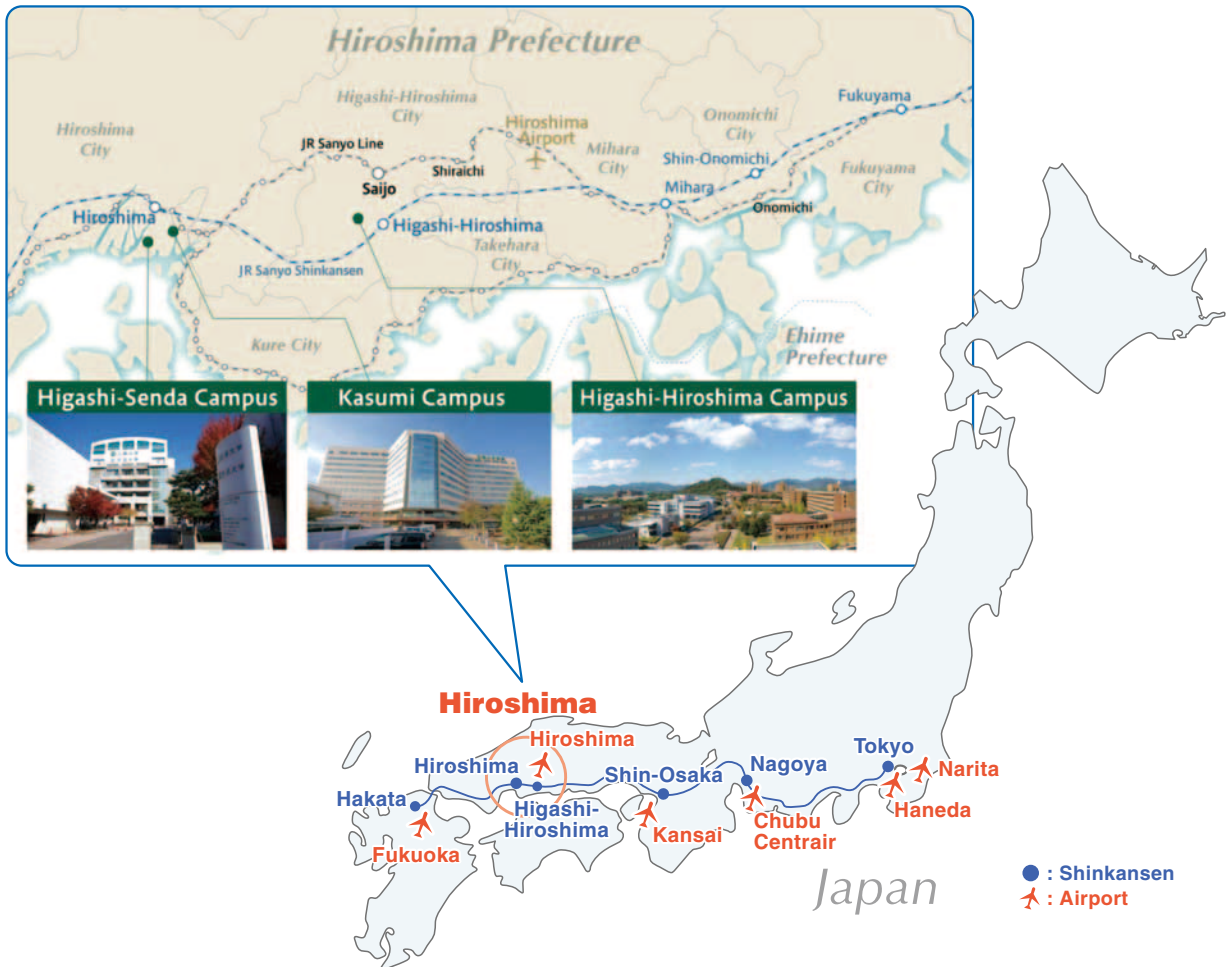 Hiroshima Prefecture
Higashi-Hiroshima
City
Hiroshima
City
JR Sanyo Line
Saijo
Shiraichi
Hiroshima
Airport
Mihara
City
Onomichi
City
Fukuyama
Shin-Onomichi
Mihara
Fukuyama
City
Onomichi
Hiroshima
Higashi-Hiroshima
Takehara
City
JR Sanyo Shinkansen
Kure City
Ehime
Prefecture
Higashi-Senda Campus
Kasumi Campus
Higashi-Hiroshima Campus
Hiroshima
Hiroshima
Hiroshima
Higashi-
Hiroshima
Hakata
Fukuoka
Shin-Osaka
Kansai
Nagoya
Chubu
Centrair
Tokyo
Narita
Haneda
Japan
: Shinkansen
: Airport